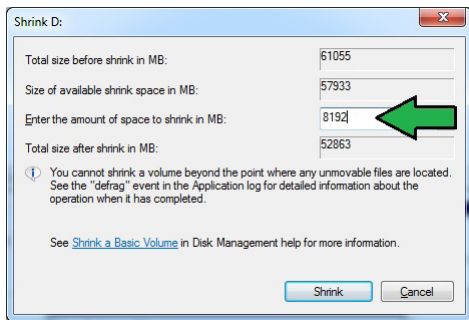 Shrink D:
Total size before shrink in MB: 61055
Size of available shrink space in MB: 57933
Enter the amount of space to shrink in MB: 8192
Total size after shrink in MB: 52863
You cannot shrink a volume beyond the point where any unmovable files are located.
See the "defrag" event in the Application log for detailed information about the
operation when it has completed.
See Shrink a Basic Volume in Disk Management help for more information.
Shrink Cancel